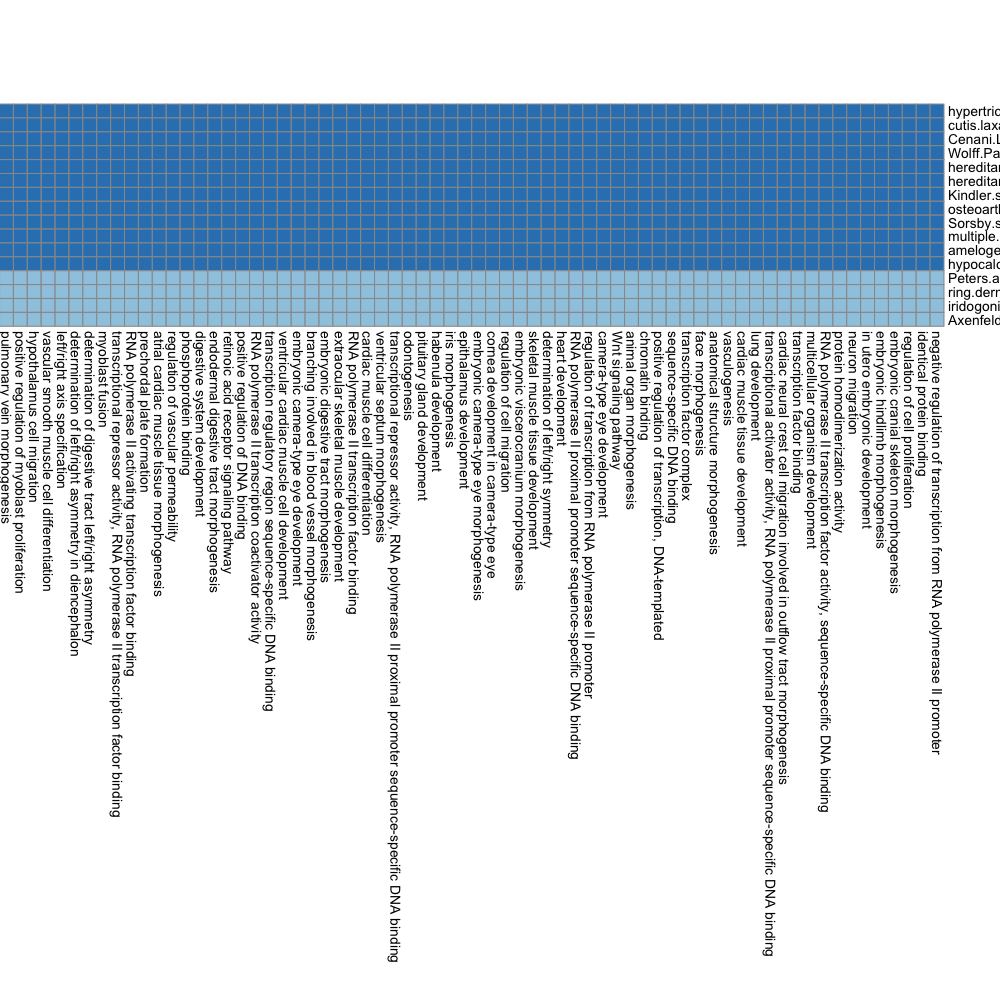 hypertric
cutis.laxa
Cenani.L
Wolff.Pa
heredita
heredita
Kindler.s
osteoart
Sorsby.s
multiple.
ameloge
hypocalc
Peters.a
ring.derm
iridogoni
Axenfeld
pulmonary vein morphogenesis
positive regulation of myoblast proliferation
hypothalamus cell migration
vascular smooth muscle cell differentiation
left/right axis specification
determination of left/right asymmetry in diencephalon
determination of digestive tract left/right asymmetry
myoblast fusion
transcriptional repressor activity, RNA polymerase II transcription factor binding
RNA polymerase II activating transcription factor binding
prechordal plate formation
atrial cardiac muscle tissue morphogenesis
regulation of vascular permeability
phosphoprotein binding
digestive system development
endodermal digestive tract morphogenesis
retinoic acid receptor signaling pathway
positive regulation of DNA binding
RNA polymerase II transcription coactivator activity
transcription regulatory region sequence-specific DNA binding
ventricular cardiac muscle cell development
embryonic camera-type eye development
branching involved in blood vessel morphogenesis
embryonic digestive tract morphogenesis
extraocular skeletal muscle development
RNA polymerase II transcription factor binding
cardiac muscle cell differentiation
ventricular septum morphogenesis
transcriptional repressor activity, RNA polymerase II proximal promoter sequence-specific DNA binding
odontogenesis
pituitary gland development
habenula development
iris morphogenesis
epithalamus development
embryonic camera-type eye morphogenesis
cornea development in camera-type eye
regulation of cell migration
embryonic viscerocranium morphogenesis
skeletal muscle tissue development
determination of left/right symmetry
heart development
RNA polymerase II proximal promoter sequence-specific DNA binding
regulation of transcription from RNA polymerase II promoter
camera-type eye development
Wnt signaling pathway
animal organ morphogenesis
chromatin binding
positive regulation of transcription, DNA-templated
sequence-specific DNA binding
transcription factor complex
face morphogenesis
anatomical structure morphogenesis
vasculogenesis
cardiac muscle tissue development
lung development
transcriptional activator activity, RNA polymerase II proximal promoter sequence-specific DNA binding
cardiac neural crest cell migration involved in outflow tract morphogenesis
transcription factor binding
multicellular organism development
RNA polymerase II transcription factor activity, sequence-specific DNA binding
protein homodimerization activity
neuron migration
in utero embryonic development
embryonic hindlimb morphogenesis
embryonic cranial skeleton morphogenesis
regulation of cell proliferation
identical protein binding
negative regulation of transcription from RNA polymerase II promoter